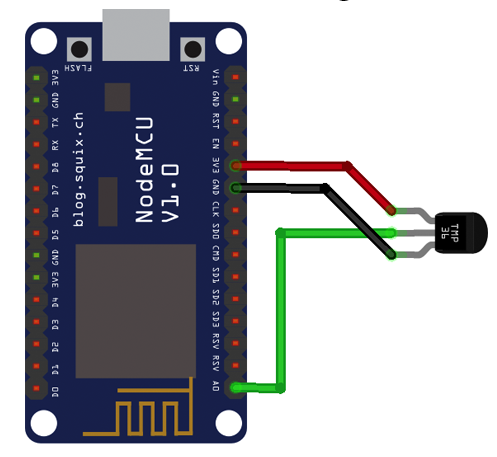 FLASH
RST
3V3
GND
TX
RX
D8
D7
D6
D5
GND
3V3
D4
D3
D2
D1
D0
blog.squix.ch
NodeMCU
V1.0
Vin
GND
RST
EN
3V3
GND
CLK
SD0
CMD
SD1
SD2
SD3
RSV
RSV
A0
TMP
36